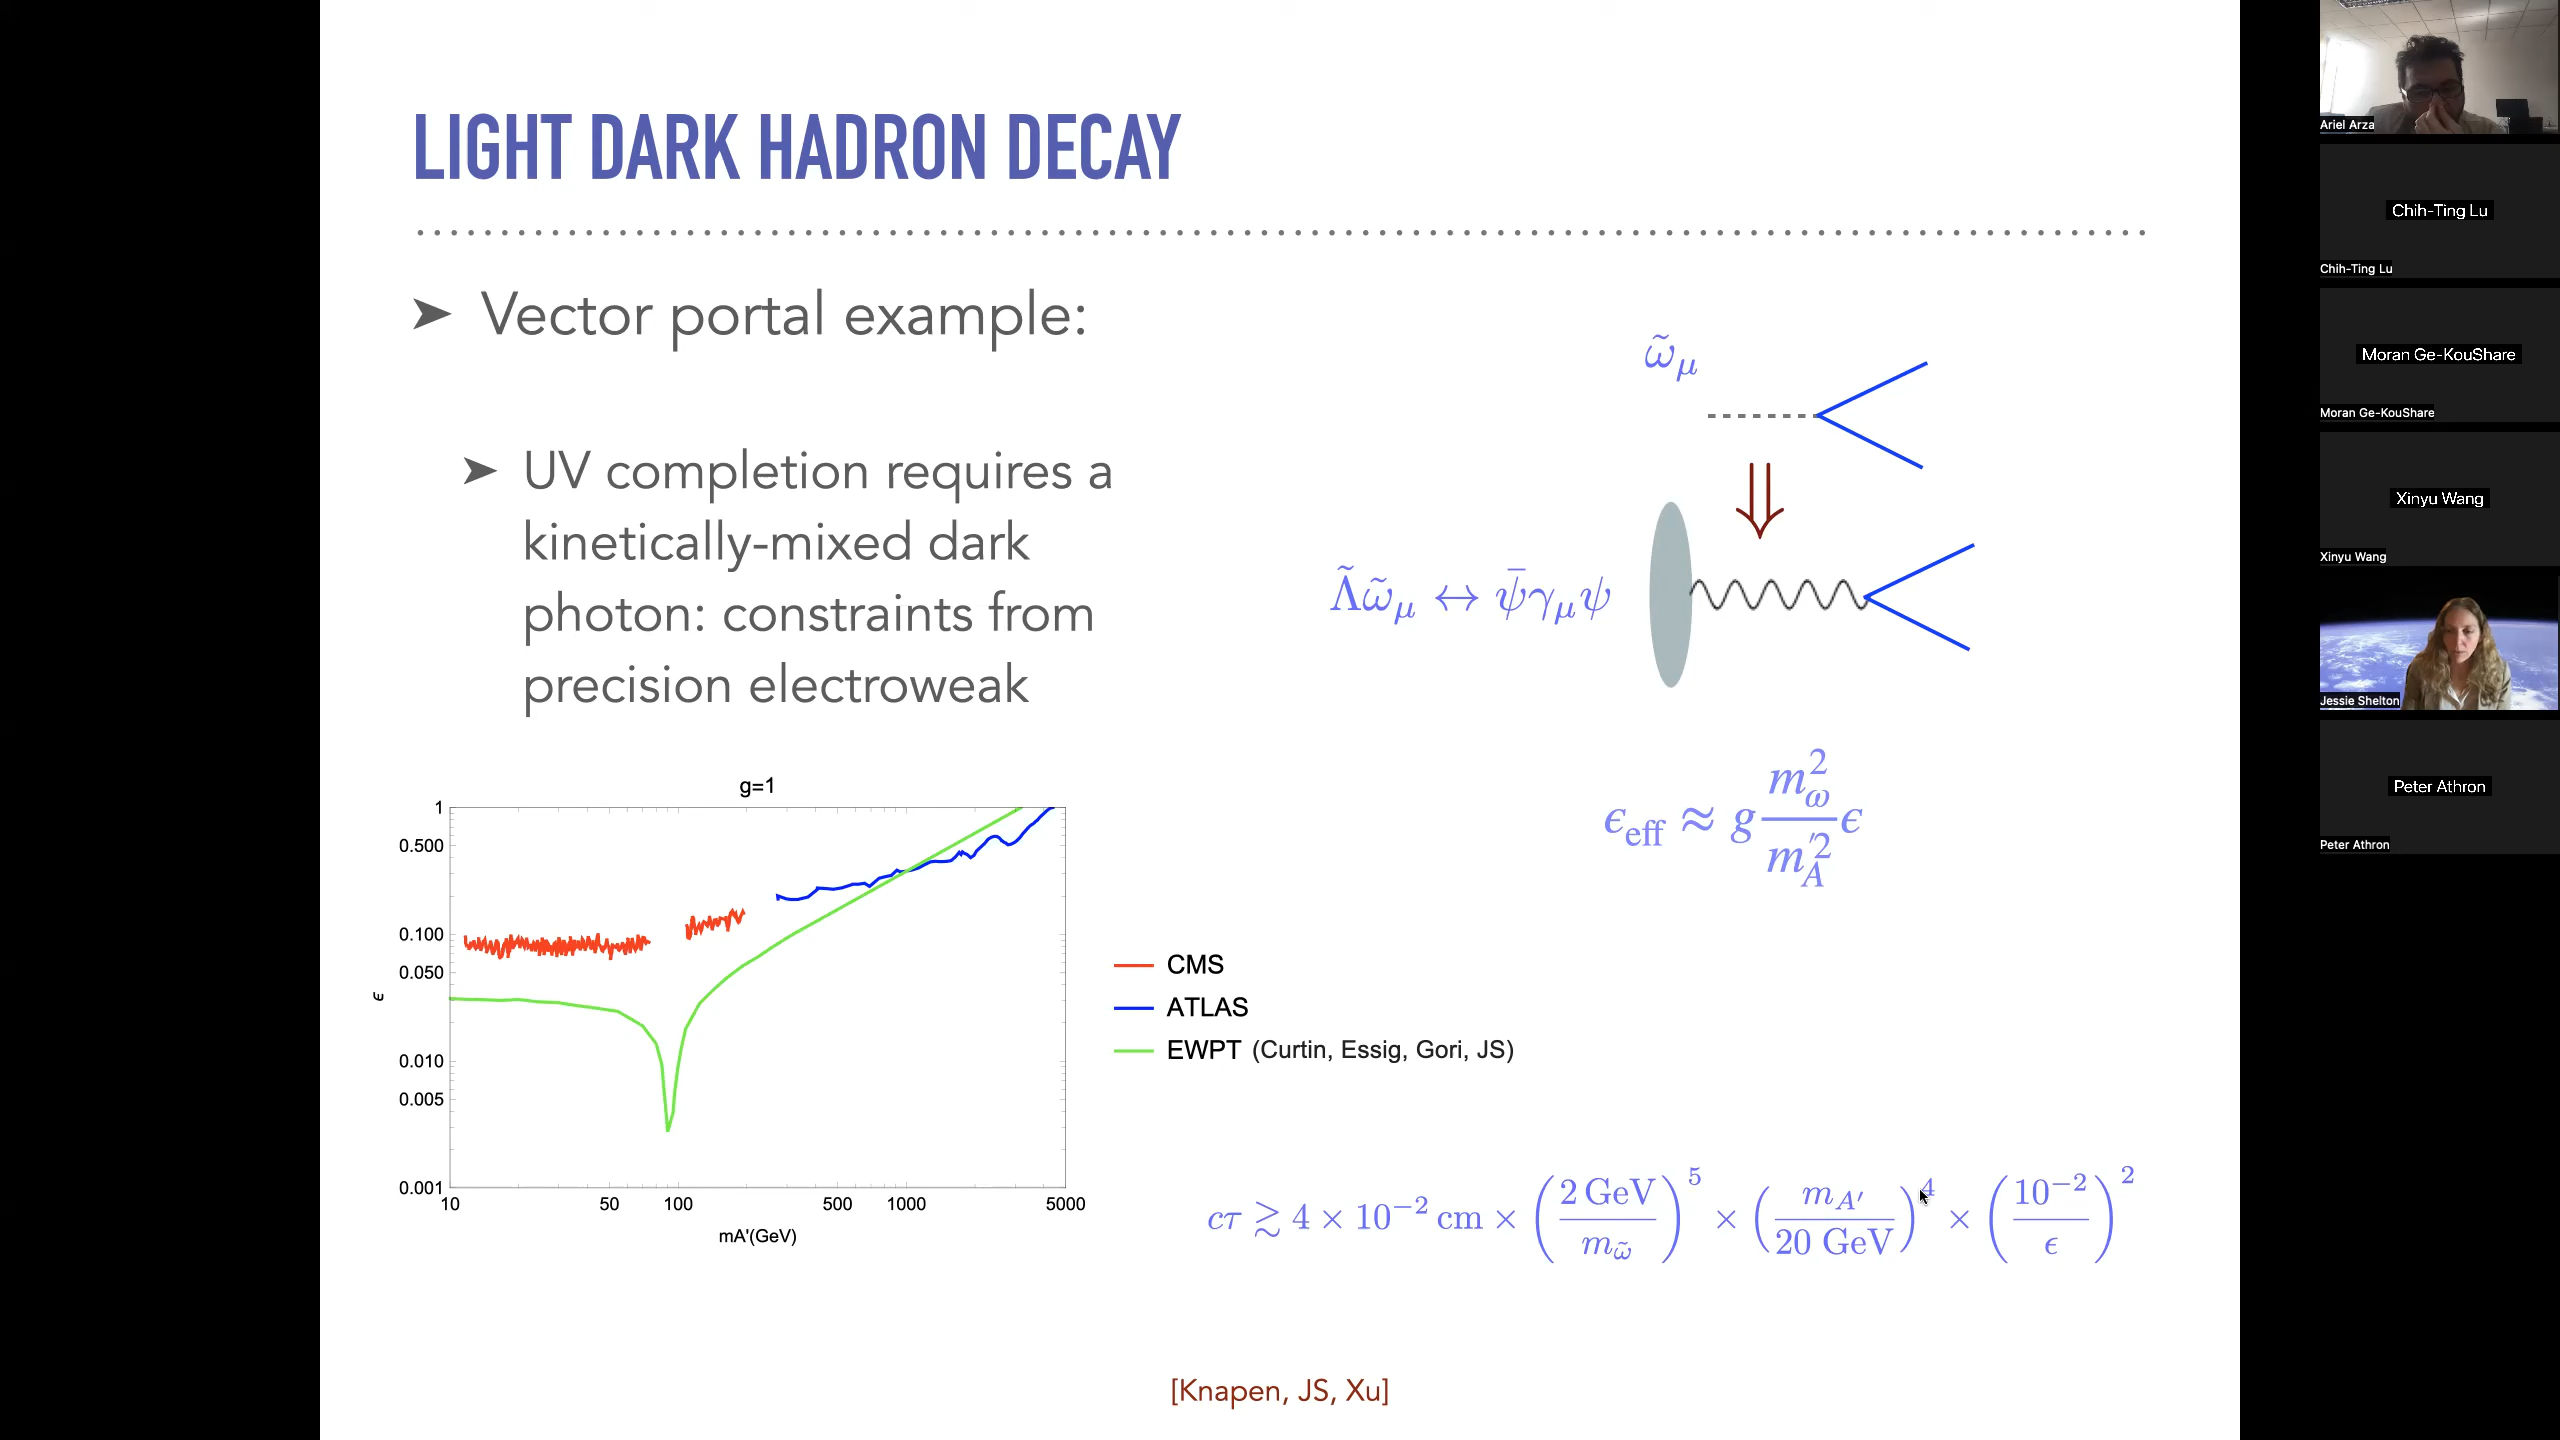 LIGHT DARK HADRON DECAY
➤ Vector portal example:
➤ UV completion requires a
kinetically-mixed dark
photon: constraints from
precision electroweak
ω̃_μ
Λ̃ω̃_μ ↔ ψ̄γ_μψ
ϵ_eff ≈ g m_ω^2 / m_A^'2 ϵ
g=1
1
0.500
0.100
0.050
0.010
0.005
0.001
ϵ
10 50 100 500 1000 5000
mA'(GeV)
CMS
ATLAS
EWPT (Curtin, Essig, Gori, JS)
cτ ≳ 4 × 10^−2 cm × (2 GeV / m_ω̃)^5 × (m_A′ / 20 GeV)^4 × (10^−2 / ϵ)^2
[Knapen, JS, Xu]
Ariel Arza
Chih-Ting Lu
Chih-Ting Lu
Moran Ge-KouShare
Moran Ge-KouShare
Xinyu Wang
Xinyu Wang
Jessie Shelton
Peter Athron
Peter Athron